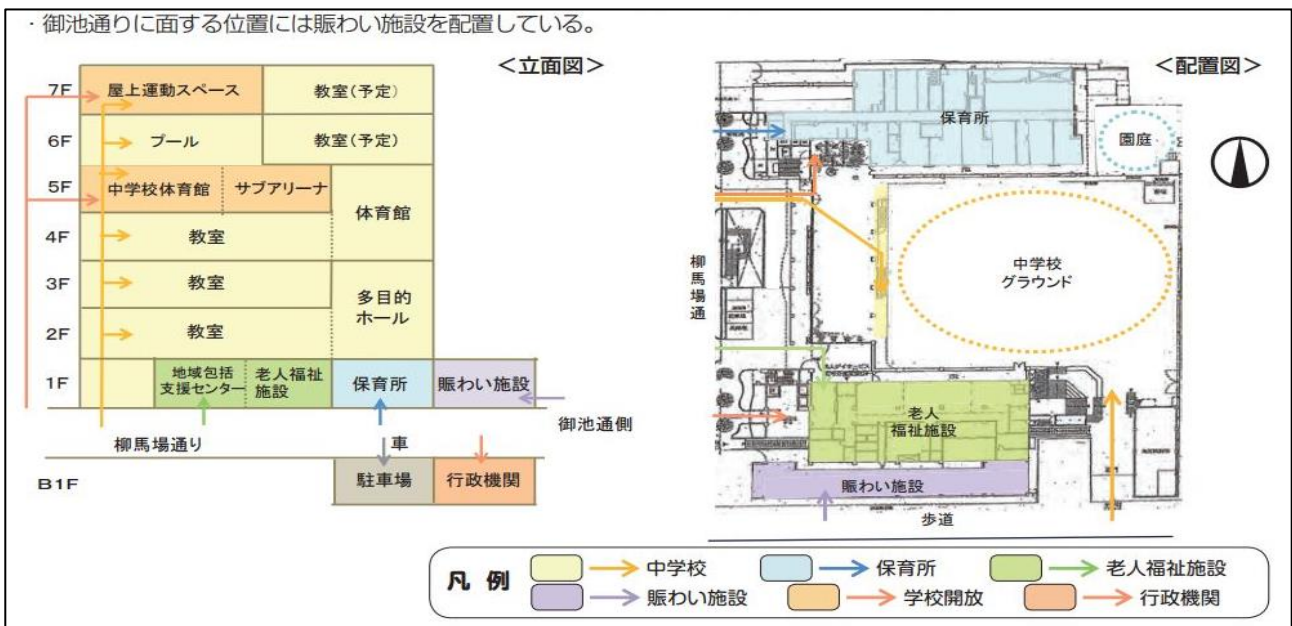 ・御池通りに面する位置には賑わい施設を配置している。
<立面図>
7F
屋上運動スペース
教室(予定)
6F
プール
教室(予定)
5F
中学校体育館
サブアリーナ
体育館
4F
教室
3F
教室
多目的
ホール
2F
教室
1F
地域包括
支援センター
老人福祉
施設
保育所
賑わい施設
御池通側
柳馬場通り
車
B1F
駐車場
行政機関
<配置図>
保育所
園庭
中学校
グラウンド
柳馬場通
老人
福祉施設
賑わい施設
歩道
凡 例
中学校
保育所
老人福祉施設
賑わい施設
学校開放
行政機関